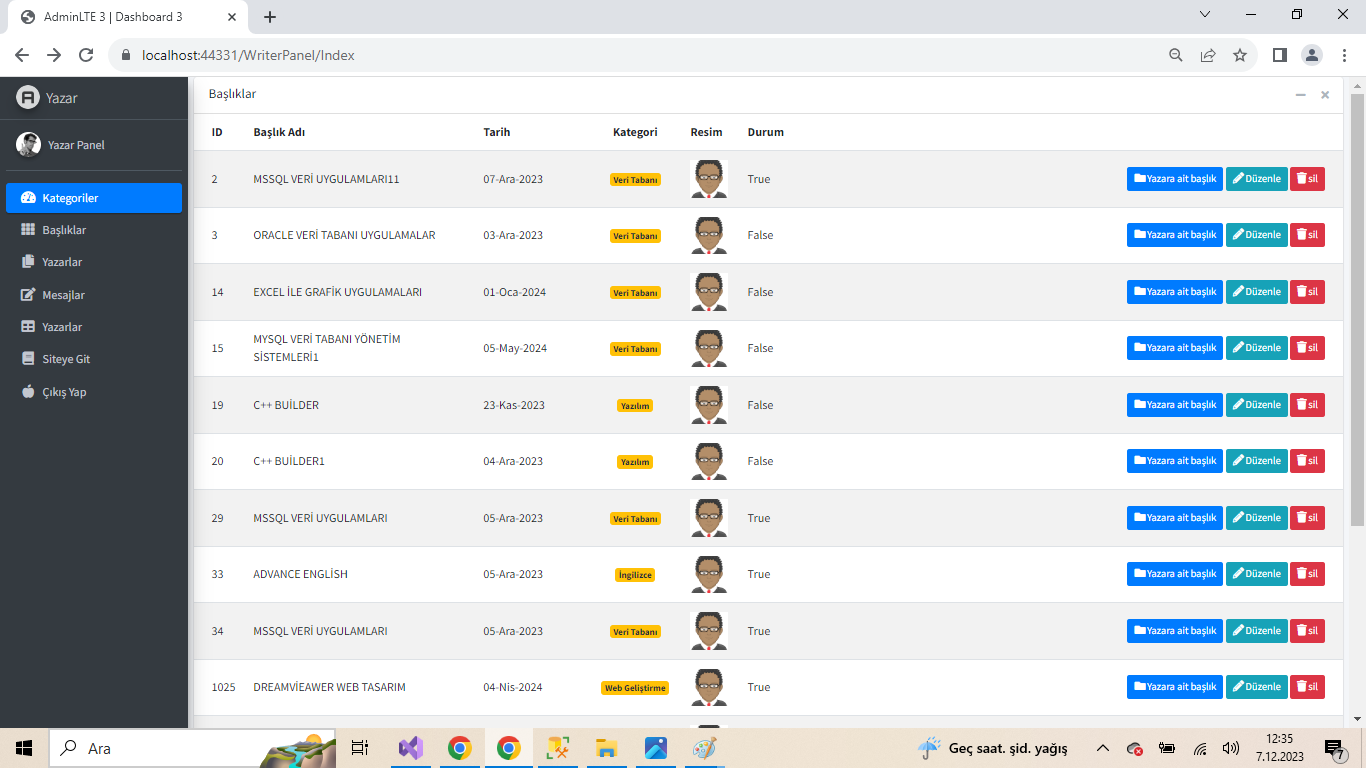 AdminLTE 3 | Dashboard 3
localhost:44331/WriterPanel/Index
Yazar
Yazar Panel
Kategoriler
Başlıklar
Yazarlar
Mesajlar
Yazarlar
Siteye Git
Çıkış Yap
Başlıklar
ID Başlık Adı Tarih Kategori Resim Durum
2 MSSQL VERİ UYGULAMLARI11 07-Ara-2023 Veri Tabanı True Yazara ait başlık Düzenle sil
3 ORACLE VERİ TABANI UYGULAMALAR 03-Ara-2023 Veri Tabanı False Yazara ait başlık Düzenle sil
14 EXCEL İLE GRAFİK UYGULAMALARI 01-Oca-2024 Veri Tabanı False Yazara ait başlık Düzenle sil
15 MYSQL VERİ TABANI YÖNETİM
SİSTEMLERİ1 05-May-2024 Veri Tabanı False Yazara ait başlık Düzenle sil
19 C++ BUİLDER 23-Kas-2023 Yazılım False Yazara ait başlık Düzenle sil
20 C++ BUİLDER1 04-Ara-2023 Yazılım False Yazara ait başlık Düzenle sil
29 MSSQL VERİ UYGULAMLARI 05-Ara-2023 Veri Tabanı True Yazara ait başlık Düzenle sil
33 ADVANCE ENGLİSH 05-Ara-2023 İngilizce True Yazara ait başlık Düzenle sil
34 MSSQL VERİ UYGULAMLARI 05-Ara-2023 Veri Tabanı True Yazara ait başlık Düzenle sil
1025 DREAMVİEAWER WEB TASARIM 04-Nis-2024 Web Geliştirme True Yazara ait başlık Düzenle sil
Ara
Geç saat. şid. yağış
12:35
7.12.2023
7